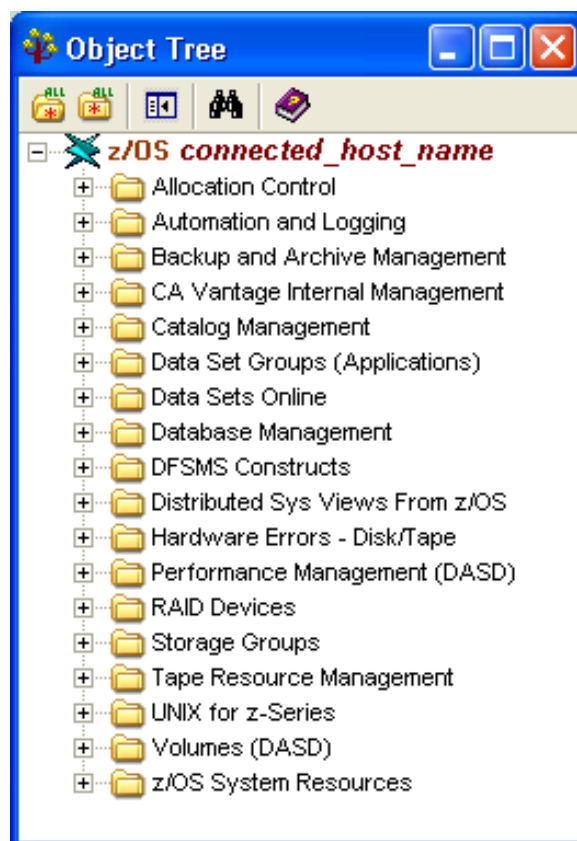 Object Tree
ALL ALL
z/OS connected_host_name
Allocation Control
Automation and Logging
Backup and Archive Management
CA Vantage Internal Management
Catalog Management
Data Set Groups (Applications)
Data Sets Online
Database Management
DFSMS Constructs
Distributed Sys Views From z/OS
Hardware Errors - Disk/Tape
Performance Management (DASD)
RAID Devices
Storage Groups
Tape Resource Management
UNIX for z-Series
Volumes (DASD)
z/OS System Resources